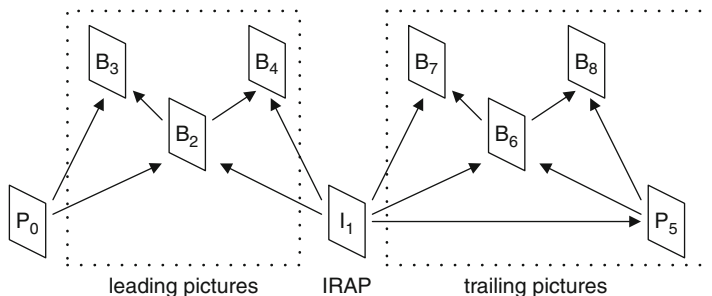 B3 B4 B7 B8
B2 B6
P0 I1 P5
leading pictures IRAP trailing pictures